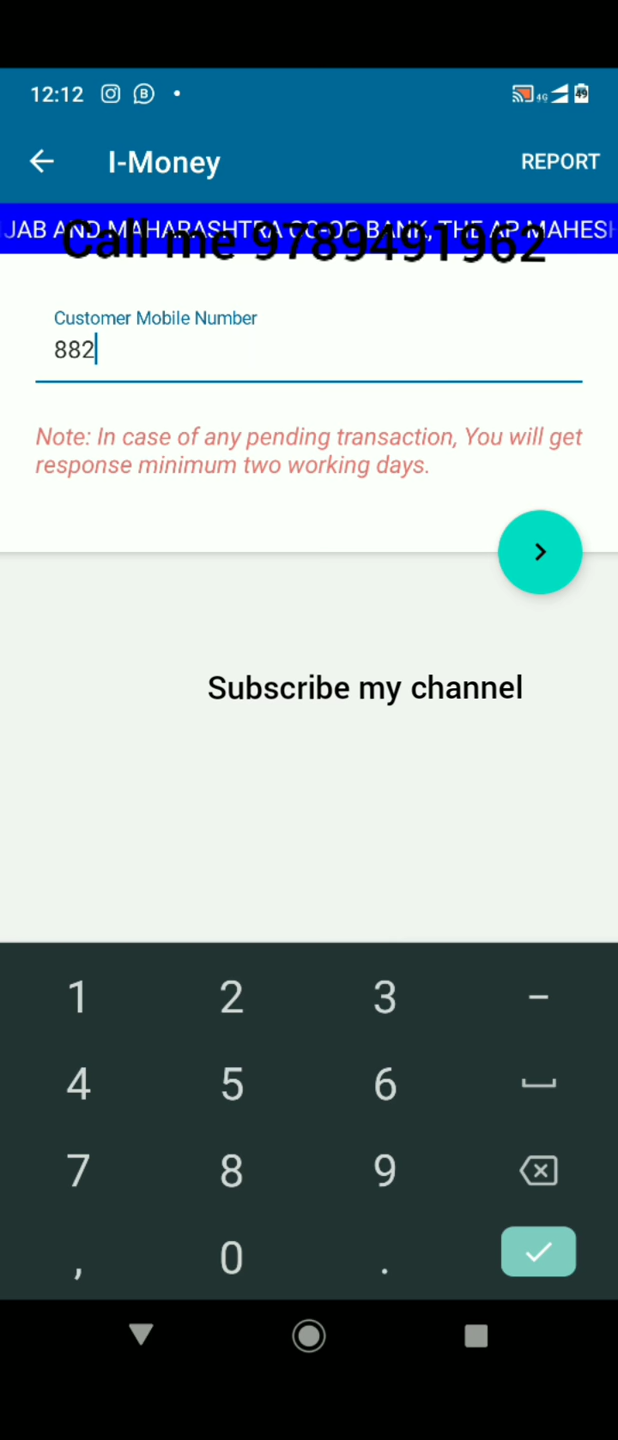 12:12
4G
49
I-Money
REPORT
JAB AND MAHARASHTRA CO-OP BANK, THE AP MAHESH
Call me 9789491962
Customer Mobile Number
882
Note: In case of any pending transaction, You will get
response minimum two working days.
Subscribe my channel
1 2 3 –
4 5 6
7 8 9
, 0 .